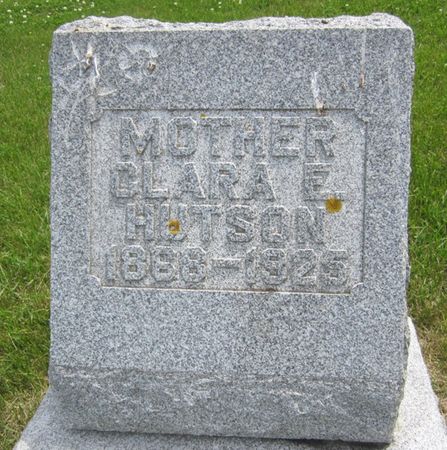 MOTHER
CLARA E.
HUTSON
1868-1925